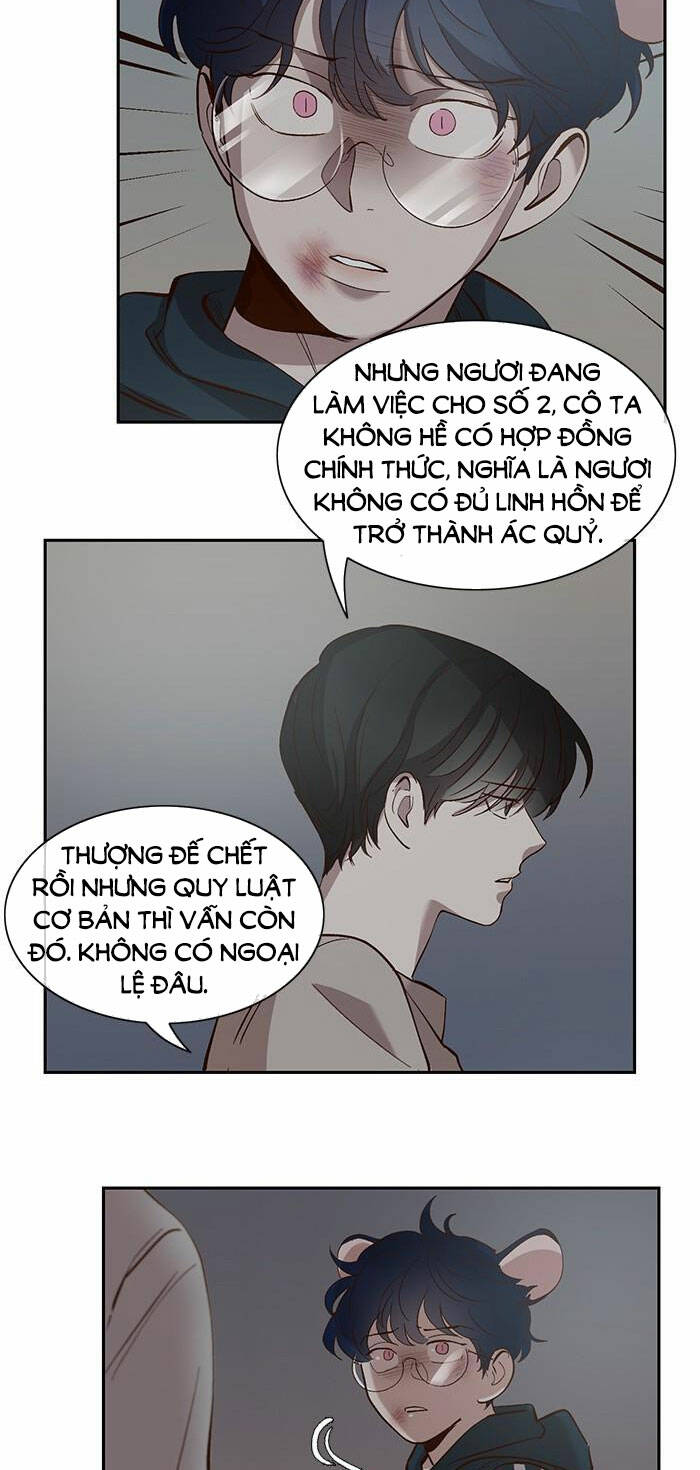 NHƯNG NGƯƠI ĐANG
LÀM VIỆC CHO SỐ 2, CÔ TA
KHÔNG HỀ CÓ HỢP ĐỒNG
CHÍNH THỨC, NGHĨA LÀ NGƯƠI
KHÔNG CÓ ĐỦ LINH HỒN ĐỂ
TRỞ THÀNH ÁC QUỶ.
THƯỢNG ĐẾ CHẾT
RỒI NHƯNG QUY LUẬT
CƠ BẢN THÌ VẪN CÒN
ĐÓ. KHÔNG CÓ NGOẠI
LỆ ĐÂU.